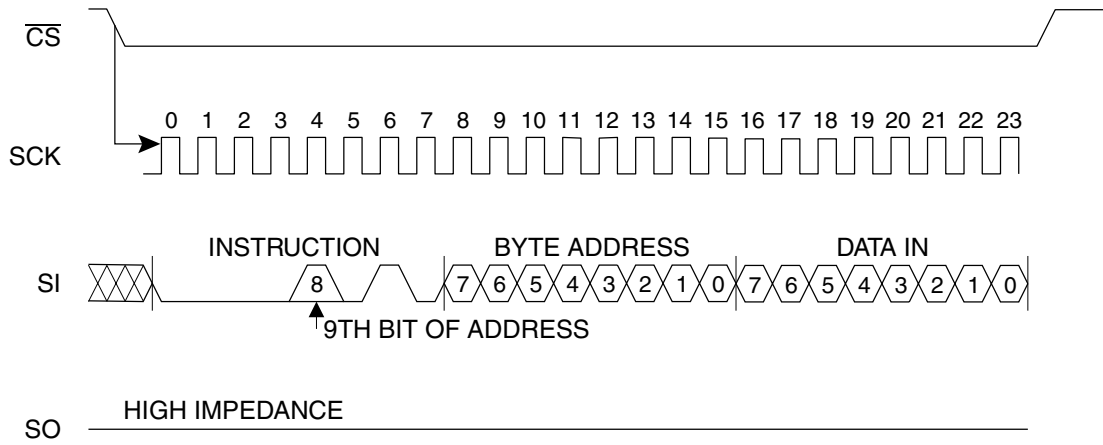 CS
0 1 2 3 4 5 6 7 8 9 10 11 12 13 14 15 16 17 18 19 20 21 22 23
SCK
INSTRUCTION BYTE ADDRESS DATA IN
SI 8 7 6 5 4 3 2 1 0 7 6 5 4 3 2 1 0
9TH BIT OF ADDRESS
HIGH IMPEDANCE
SO